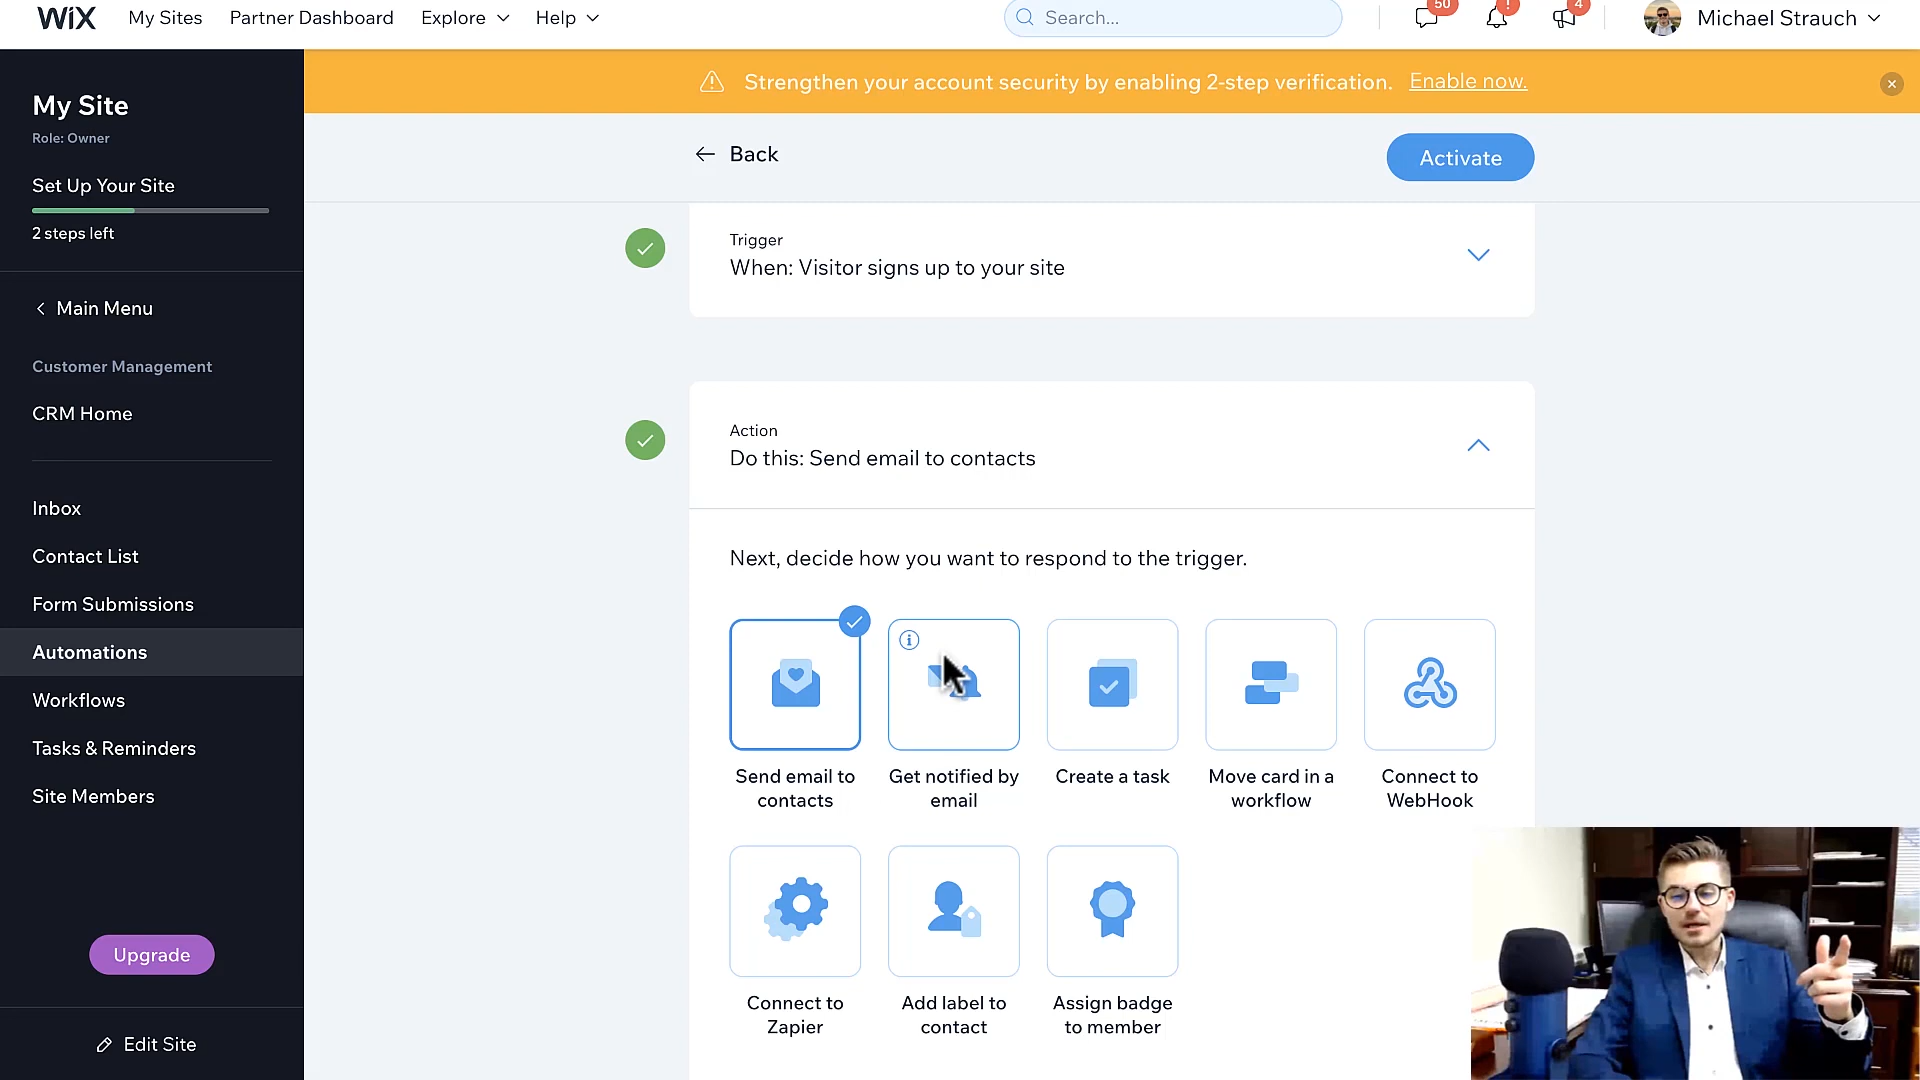 WiX My Sites Partner Dashboard Explore Help Search... 50 ! 4 Michael Strauch
Strengthen your account security by enabling 2-step verification. Enable now.
My Site
Role: Owner
Set Up Your Site
2 steps left
Main Menu
Customer Management
CRM Home
Inbox
Contact List
Form Submissions
Automations
Workflows
Tasks & Reminders
Site Members
Upgrade
Edit Site
Back
Activate
Trigger
When: Visitor signs up to your site
Action
Do this: Send email to contacts
Next, decide how you want to respond to the trigger.
Send email to
contacts
Get notified by
email
Create a task
Move card in a
workflow
Connect to
WebHook
Connect to
Zapier
Add label to
contact
Assign badge
to member